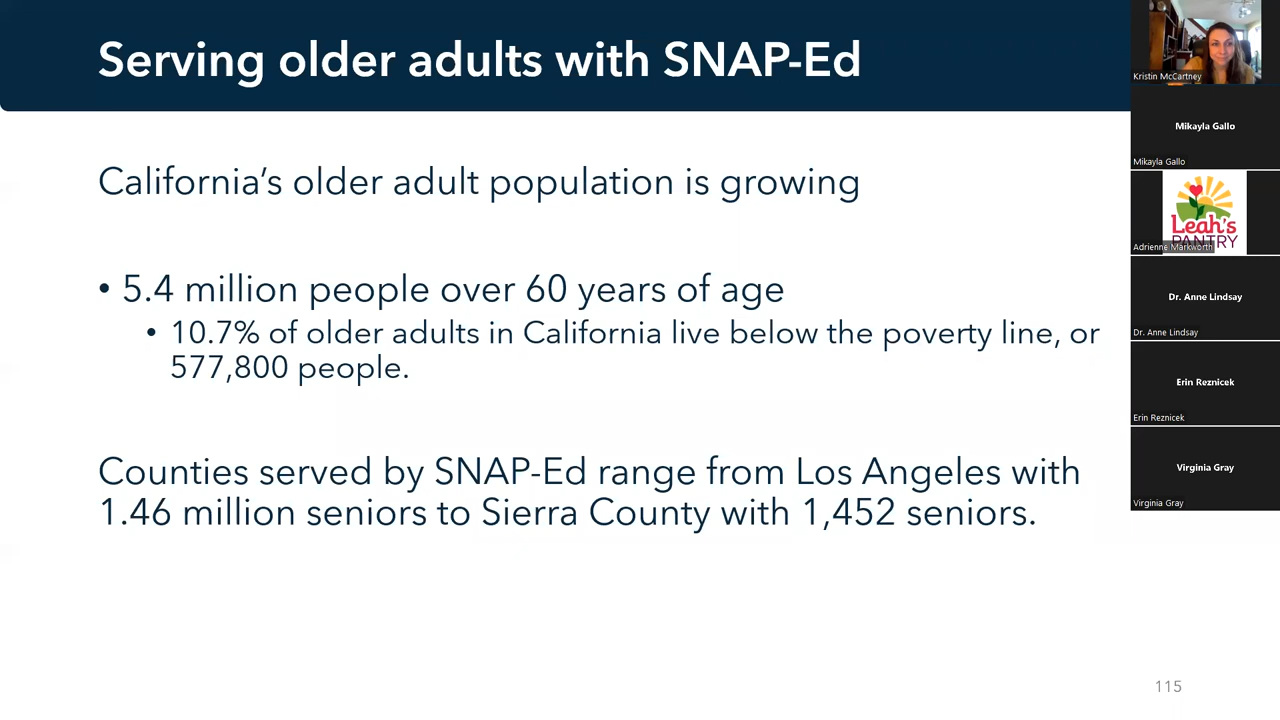 Serving older adults with SNAP-Ed
California’s older adult population is growing
• 5.4 million people over 60 years of age
• 10.7% of older adults in California live below the poverty line, or
577,800 people.
Counties served by SNAP-Ed range from Los Angeles with
1.46 million seniors to Sierra County with 1,452 seniors.
115
Kristin McCartney
Mikayla Gallo
Mikayla Gallo
Leah's
PANTRY
Adrienne Markworth
Dr. Anne Lindsay
Dr. Anne Lindsay
Erin Reznicek
Erin Reznicek
Virginia Gray
Virginia Gray